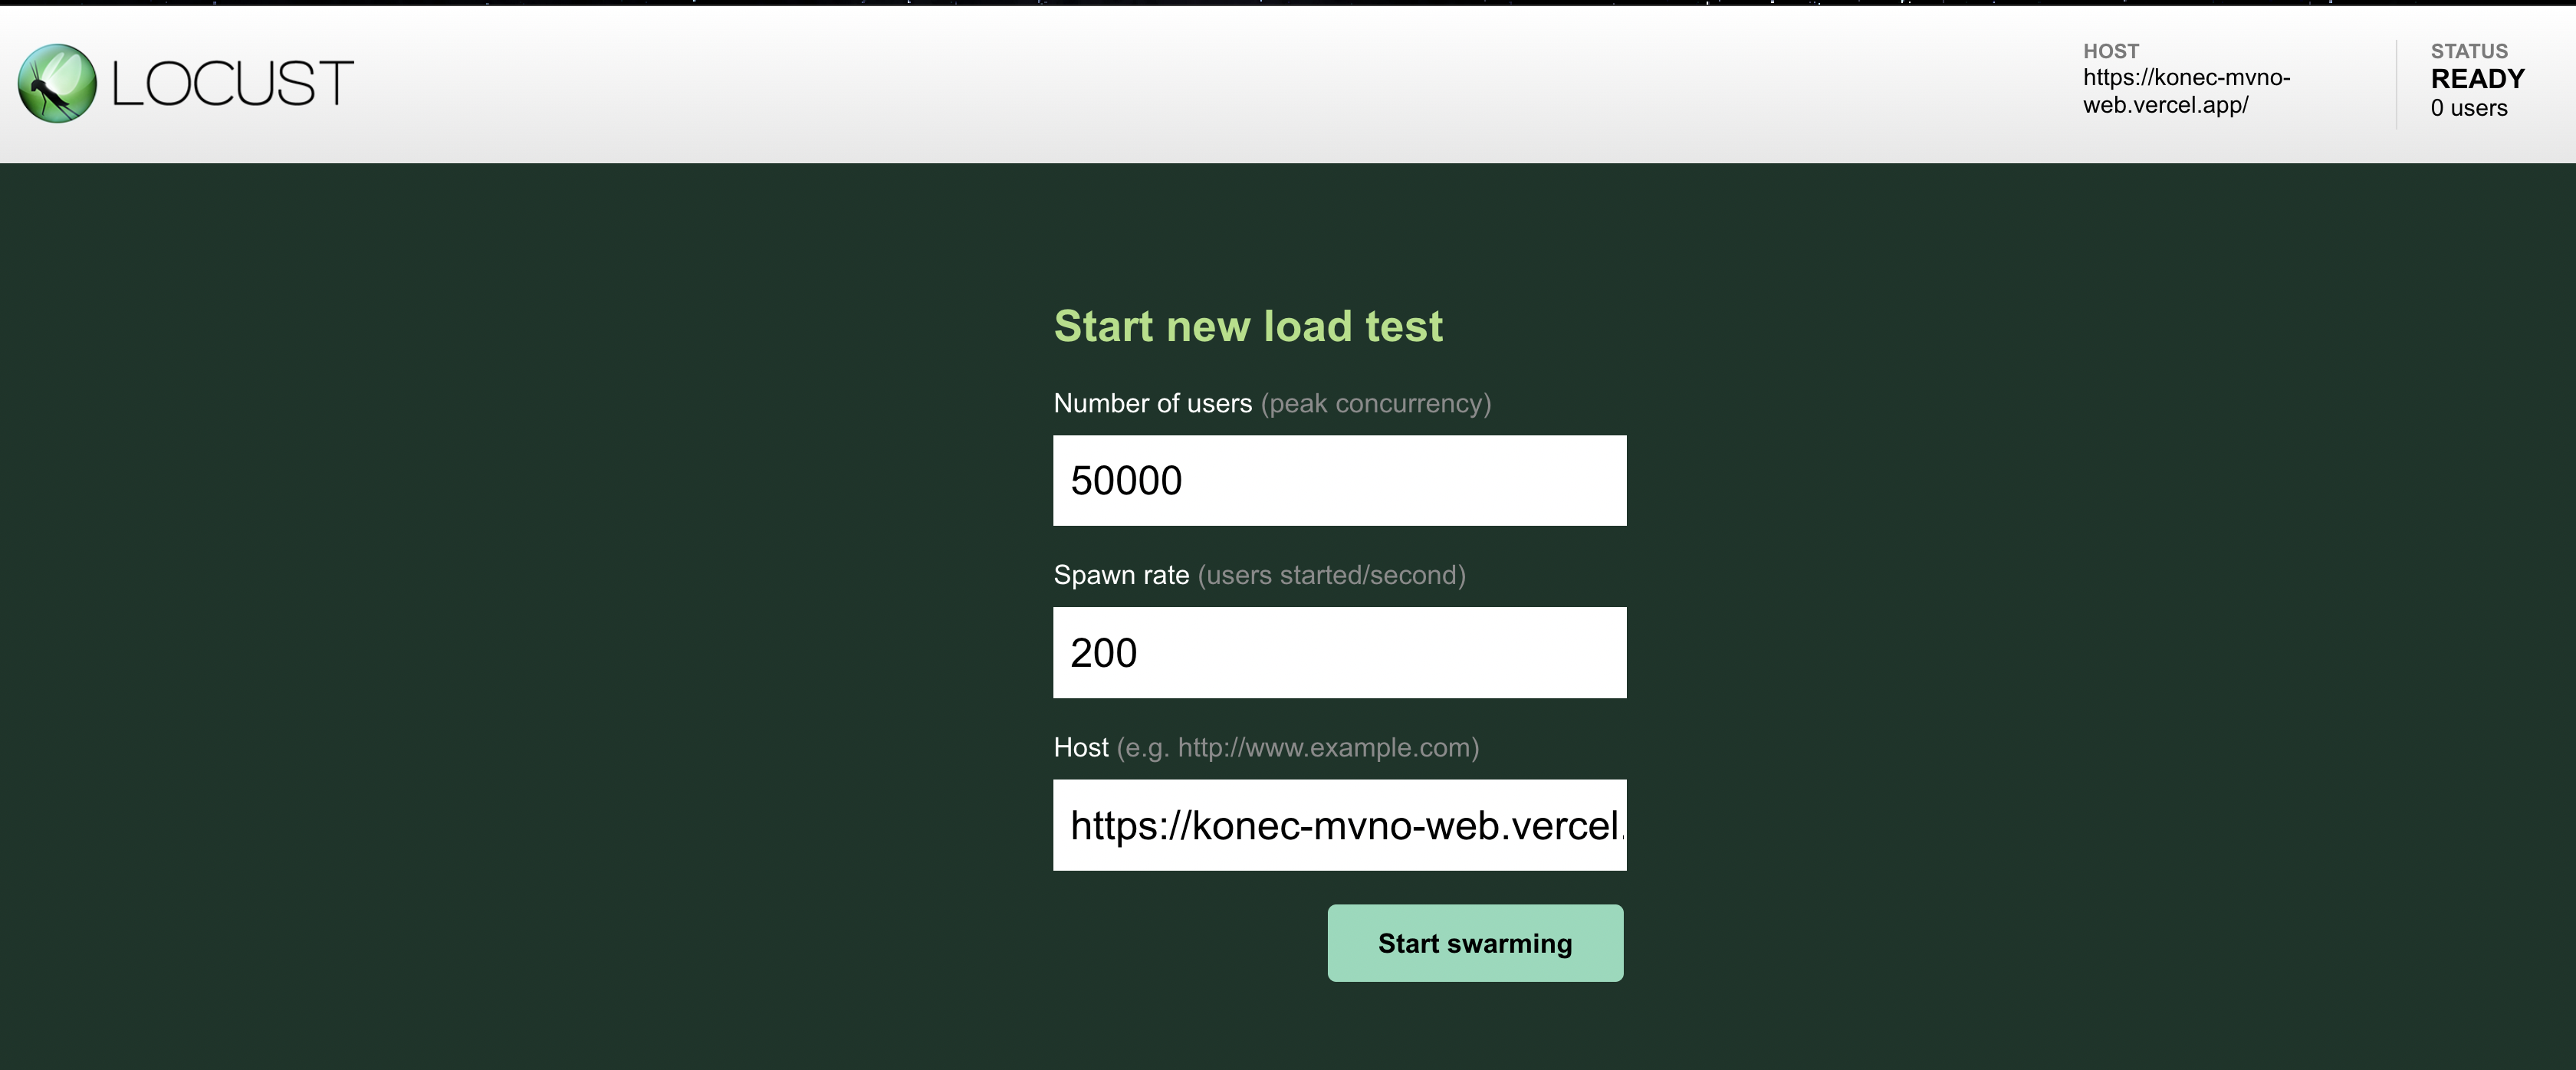 LOCUST
HOST
https://konec-mvno-
web.vercel.app/
STATUS
READY
0 users
Start new load test
Number of users (peak concurrency)
50000
Spawn rate (users started/second)
200
Host (e.g. http://www.example.com)
https://konec-mvno-web.vercel.
Start swarming